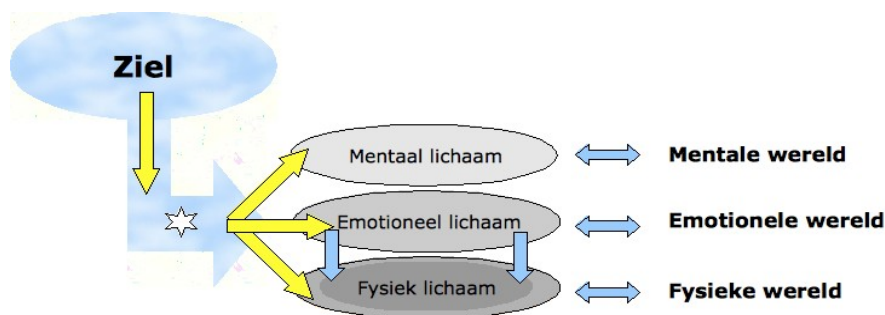 Ziel
Mentaal lichaam
Mentale wereld
Emotioneel lichaam
Emotionele wereld
Fysiek lichaam
Fysieke wereld